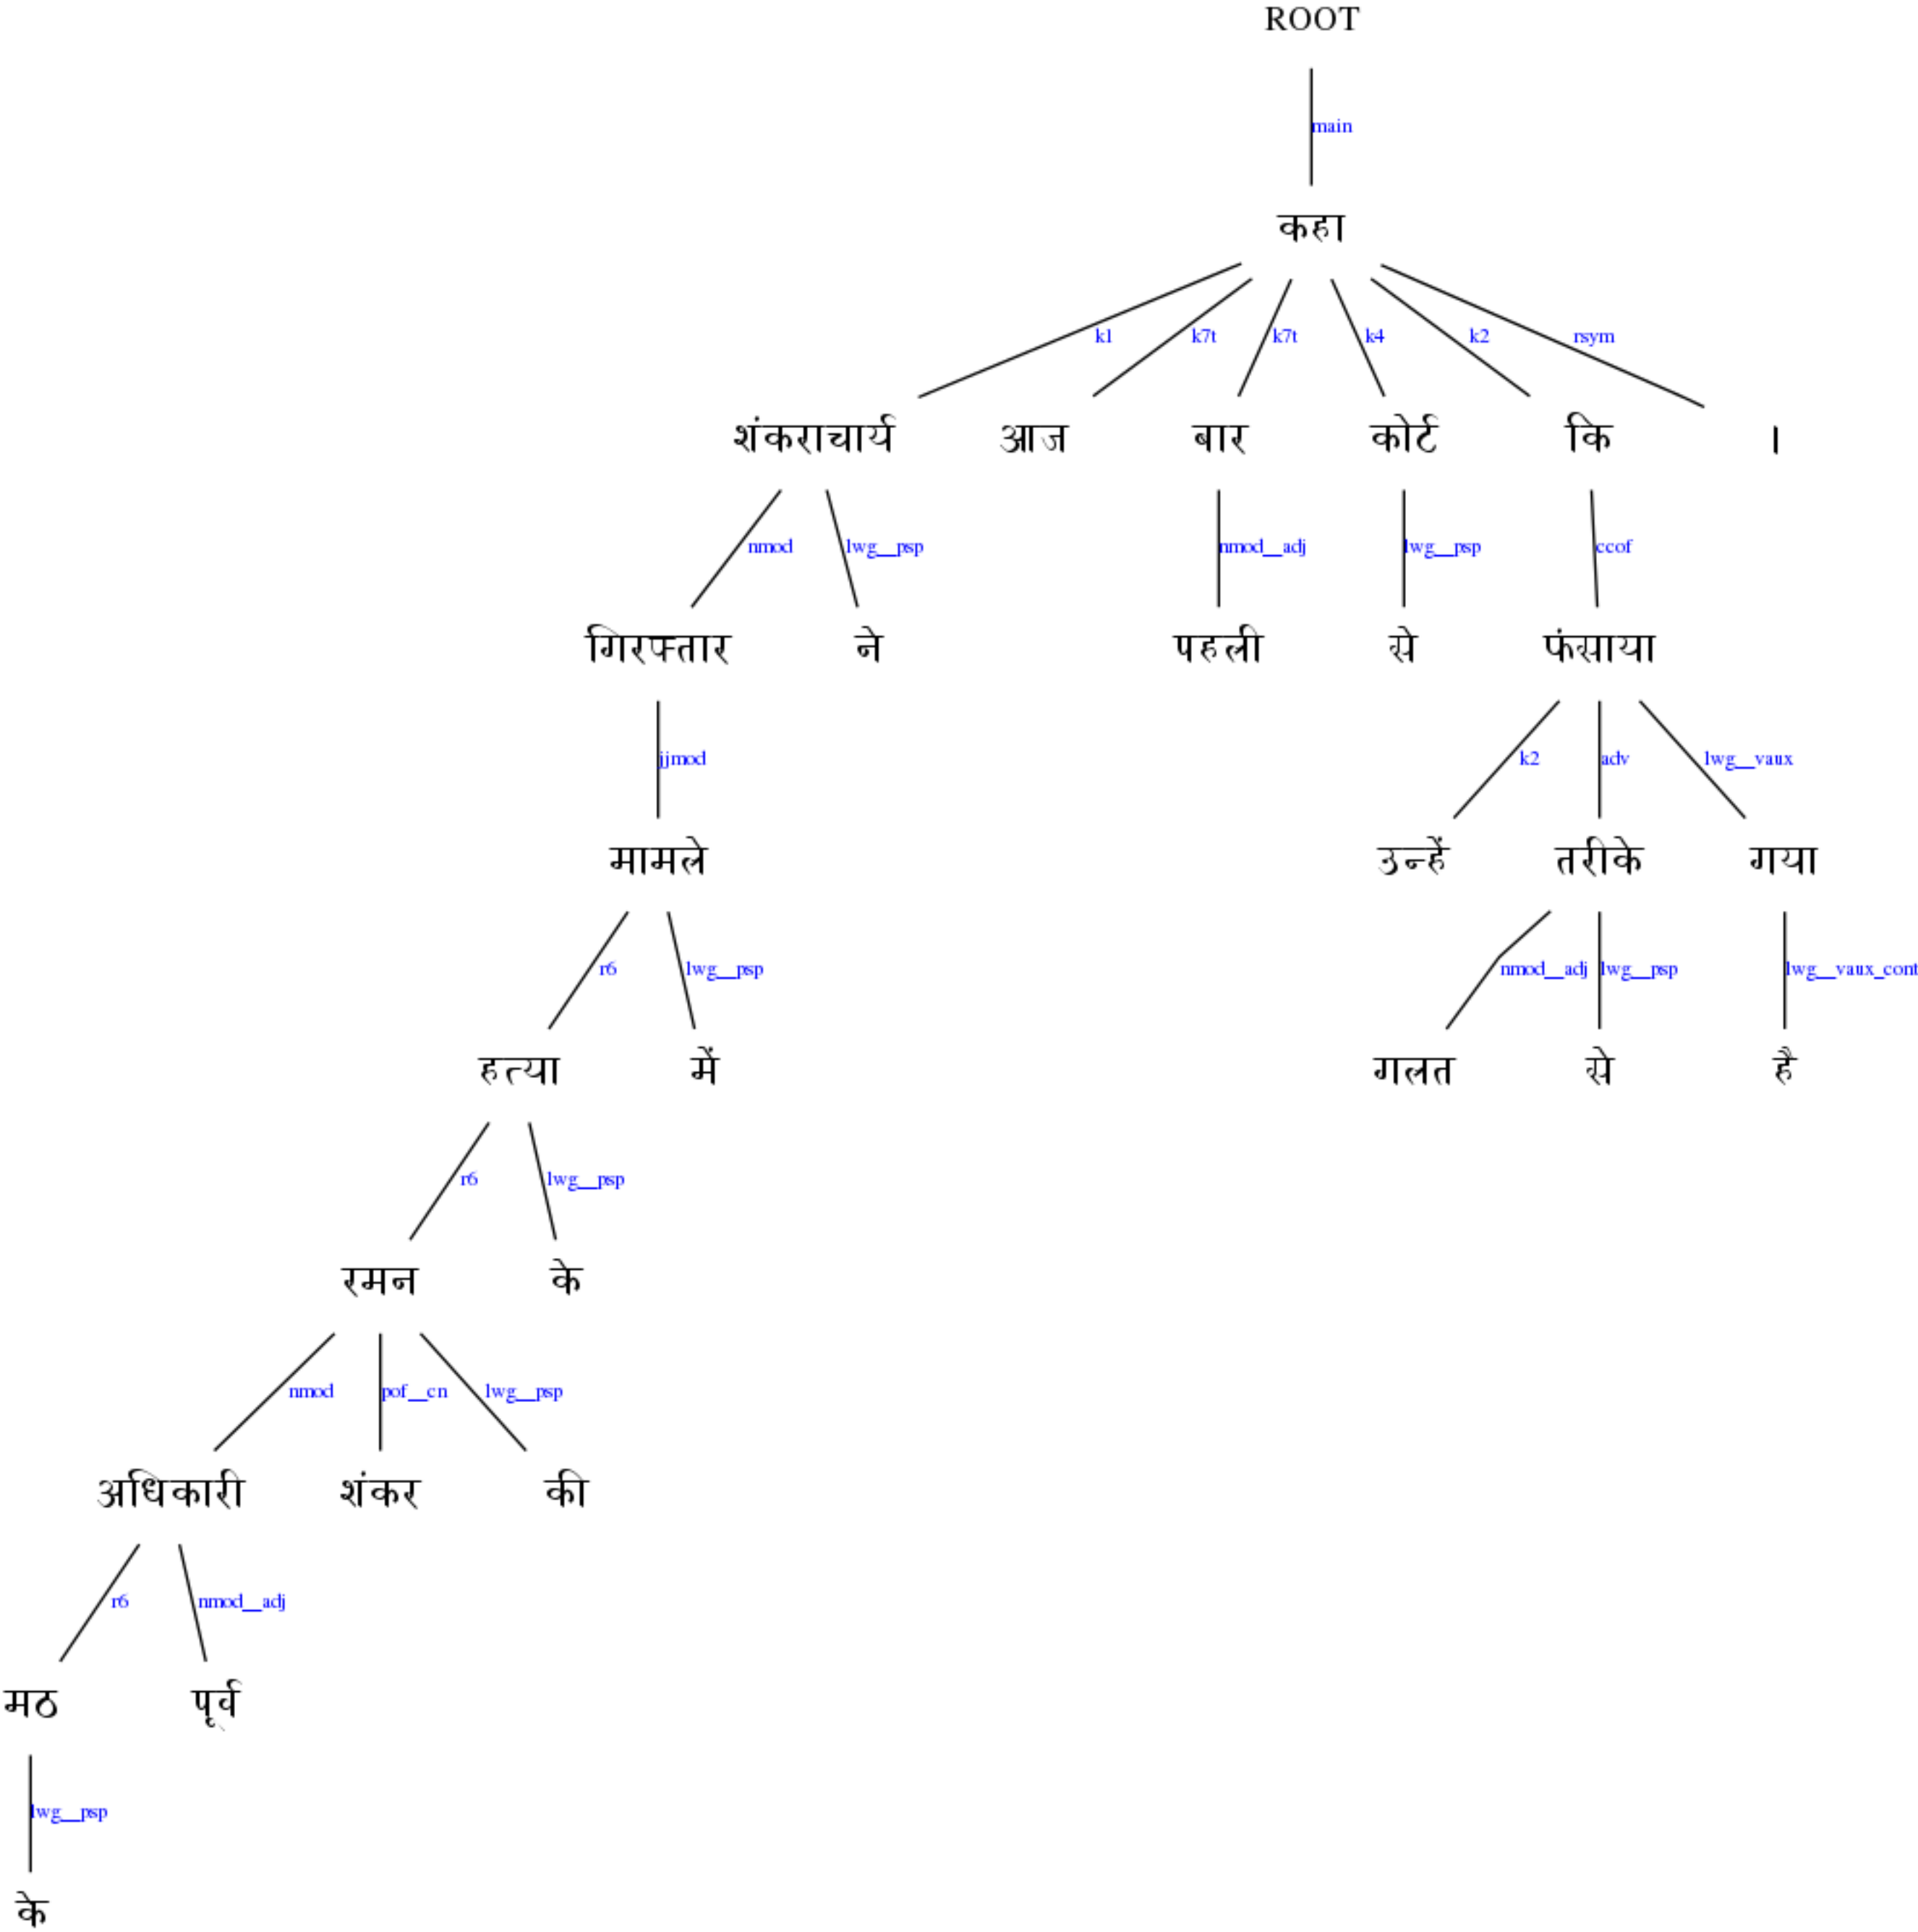 ROOT
main
कहा
k1 k7t k7t k4 k2 rsym
शंकराचार्य आज बार कोर्ट कि ।
nmod lwg__psp nmod__adj lwg__psp ccof
गिरफ्तार ने पहली से फंसाया
jjmod k2 adv lwg__vaux
मामले उन्हें तरीके गया
r6 lwg__psp nmod__adj lwg__psp lwg__vaux_cont
हत्या में गलत से है
r6 lwg__psp
रमन के
nmod pof__cn lwg__psp
अधिकारी शंकर की
r6 nmod__adj
मठ पूर्व
lwg__psp
के